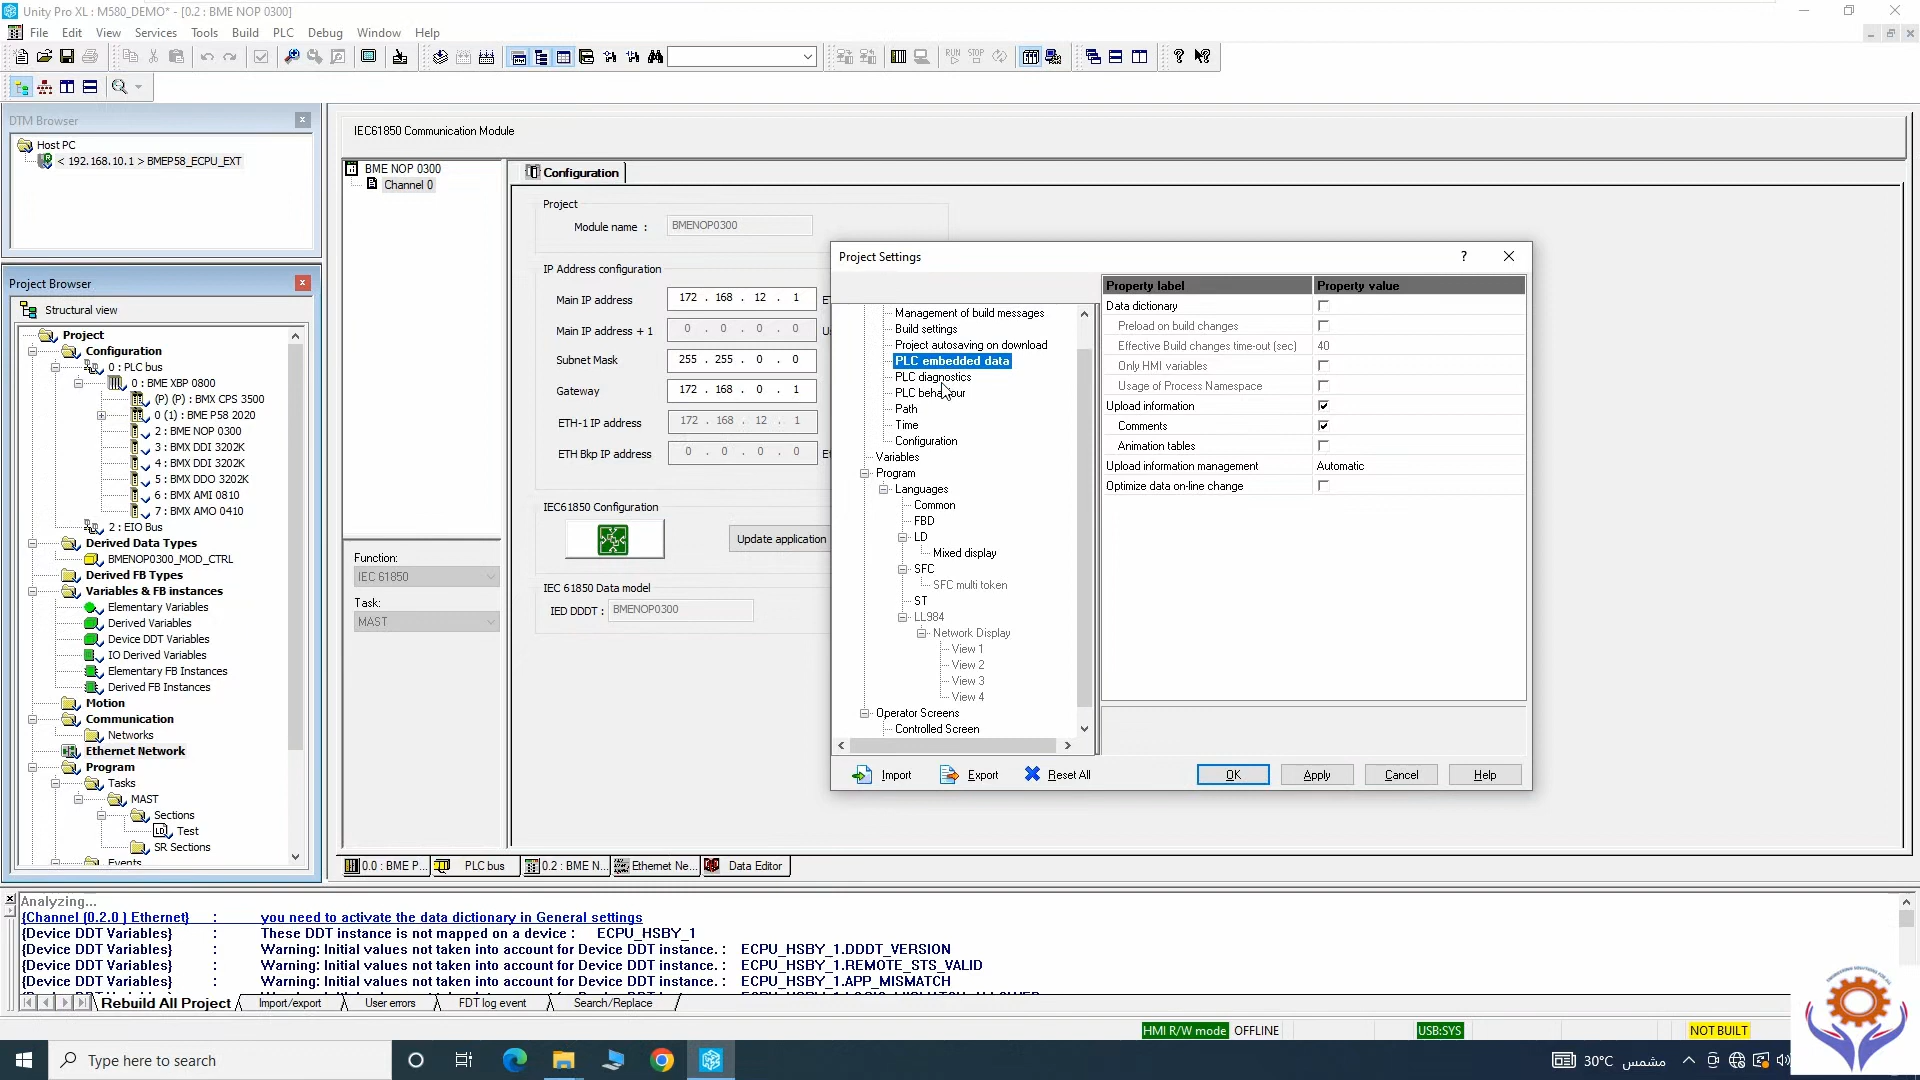 Unity Pro XL : M580_DEMO* - [0.2 : BME NOP 0300]
File Edit View Services Tools Build PLC Debug Window Help
RUN STOP
DTM Browser
Host PC
< 192.168.10.1 > BMEP58_ECPU_EXT
Project Browser
Structural view
Project
Configuration
0 : PLC bus
0 : BME XBP 0800
(P) (P) : BMX CPS 3500
0 (1) : BME P58 2020
2 : BME NOP 0300
3 : BMX DDI 3202K
4 : BMX DDI 3202K
5 : BMX DDO 3202K
6 : BMX AMI 0810
7 : BMX AMO 0410
2 : EIO Bus
Derived Data Types
BMENOP0300_MOD_CTRL
Derived FB Types
Variables & FB instances
Elementary Variables
Derived Variables
Device DDT Variables
IO Derived Variables
Elementary FB Instances
Derived FB Instances
Motion
Communication
Networks
Ethernet Network
Program
Tasks
MAST
Sections
LD Test
SR Sections
Events
IEC61850 Communication Module
BME NOP 0300
Channel 0
Function:
IEC 61850
Task:
MAST
Configuration
Project
Module name : BMENOP0300
IP Address configuration
Main IP address 172 . 168 . 12 . 1
Main IP address + 1 0 . 0 . 0 . 0
Subnet Mask 255 . 255 . 0 . 0
Gateway 172 . 168 . 0 . 1
ETH-1 IP address 172 . 168 . 12 . 1
ETH Bkp IP address 0 . 0 . 0 . 0
IEC61850 Configuration
Update application
IEC 61850 Data model
IED DDDT : BMENOP0300
Project Settings ?
Management of build messages
Build settings
Project autosaving on download
PLC embedded data
PLC diagnostics
PLC behaviour
Path
Time
Configuration
Variables
Program
Languages
Common
FBD
LD
Mixed display
SFC
SFC multi token
ST
LL984
Network Display
View 1
View 2
View 3
View 4
Operator Screens
Controlled Screen
Property label Property value
Data dictionary
Preload on build changes
Effective Build changes time-out (sec) 40
Only HMI variables
Usage of Process Namespace
Upload information
Comments
Animation tables
Upload information management Automatic
Optimize data on-line change
Import Export Reset All OK Apply Cancel Help
0.0 : BME P... PLC bus 0.2 : BME N... Ethernet Ne... Data Editor
Analyzing...
{Channel (0.2.0 ) Ethernet} : you need to activate the data dictionary in General settings
{Device DDT Variables} : These DDT instance is not mapped on a device : ECPU_HSBY_1
{Device DDT Variables} : Warning: Initial values not taken into account for Device DDT instance. : ECPU_HSBY_1.DDDT_VERSION
{Device DDT Variables} : Warning: Initial values not taken into account for Device DDT instance. : ECPU_HSBY_1.REMOTE_STS_VALID
{Device DDT Variables} : Warning: Initial values not taken into account for Device DDT instance. : ECPU_HSBY_1.APP_MISMATCH
Rebuild All Project Import/export User errors FDT log event Search/Replace
HMI R/W mode OFFLINE USB:SYS NOT BUILT
Type here to search
30°C مشمس